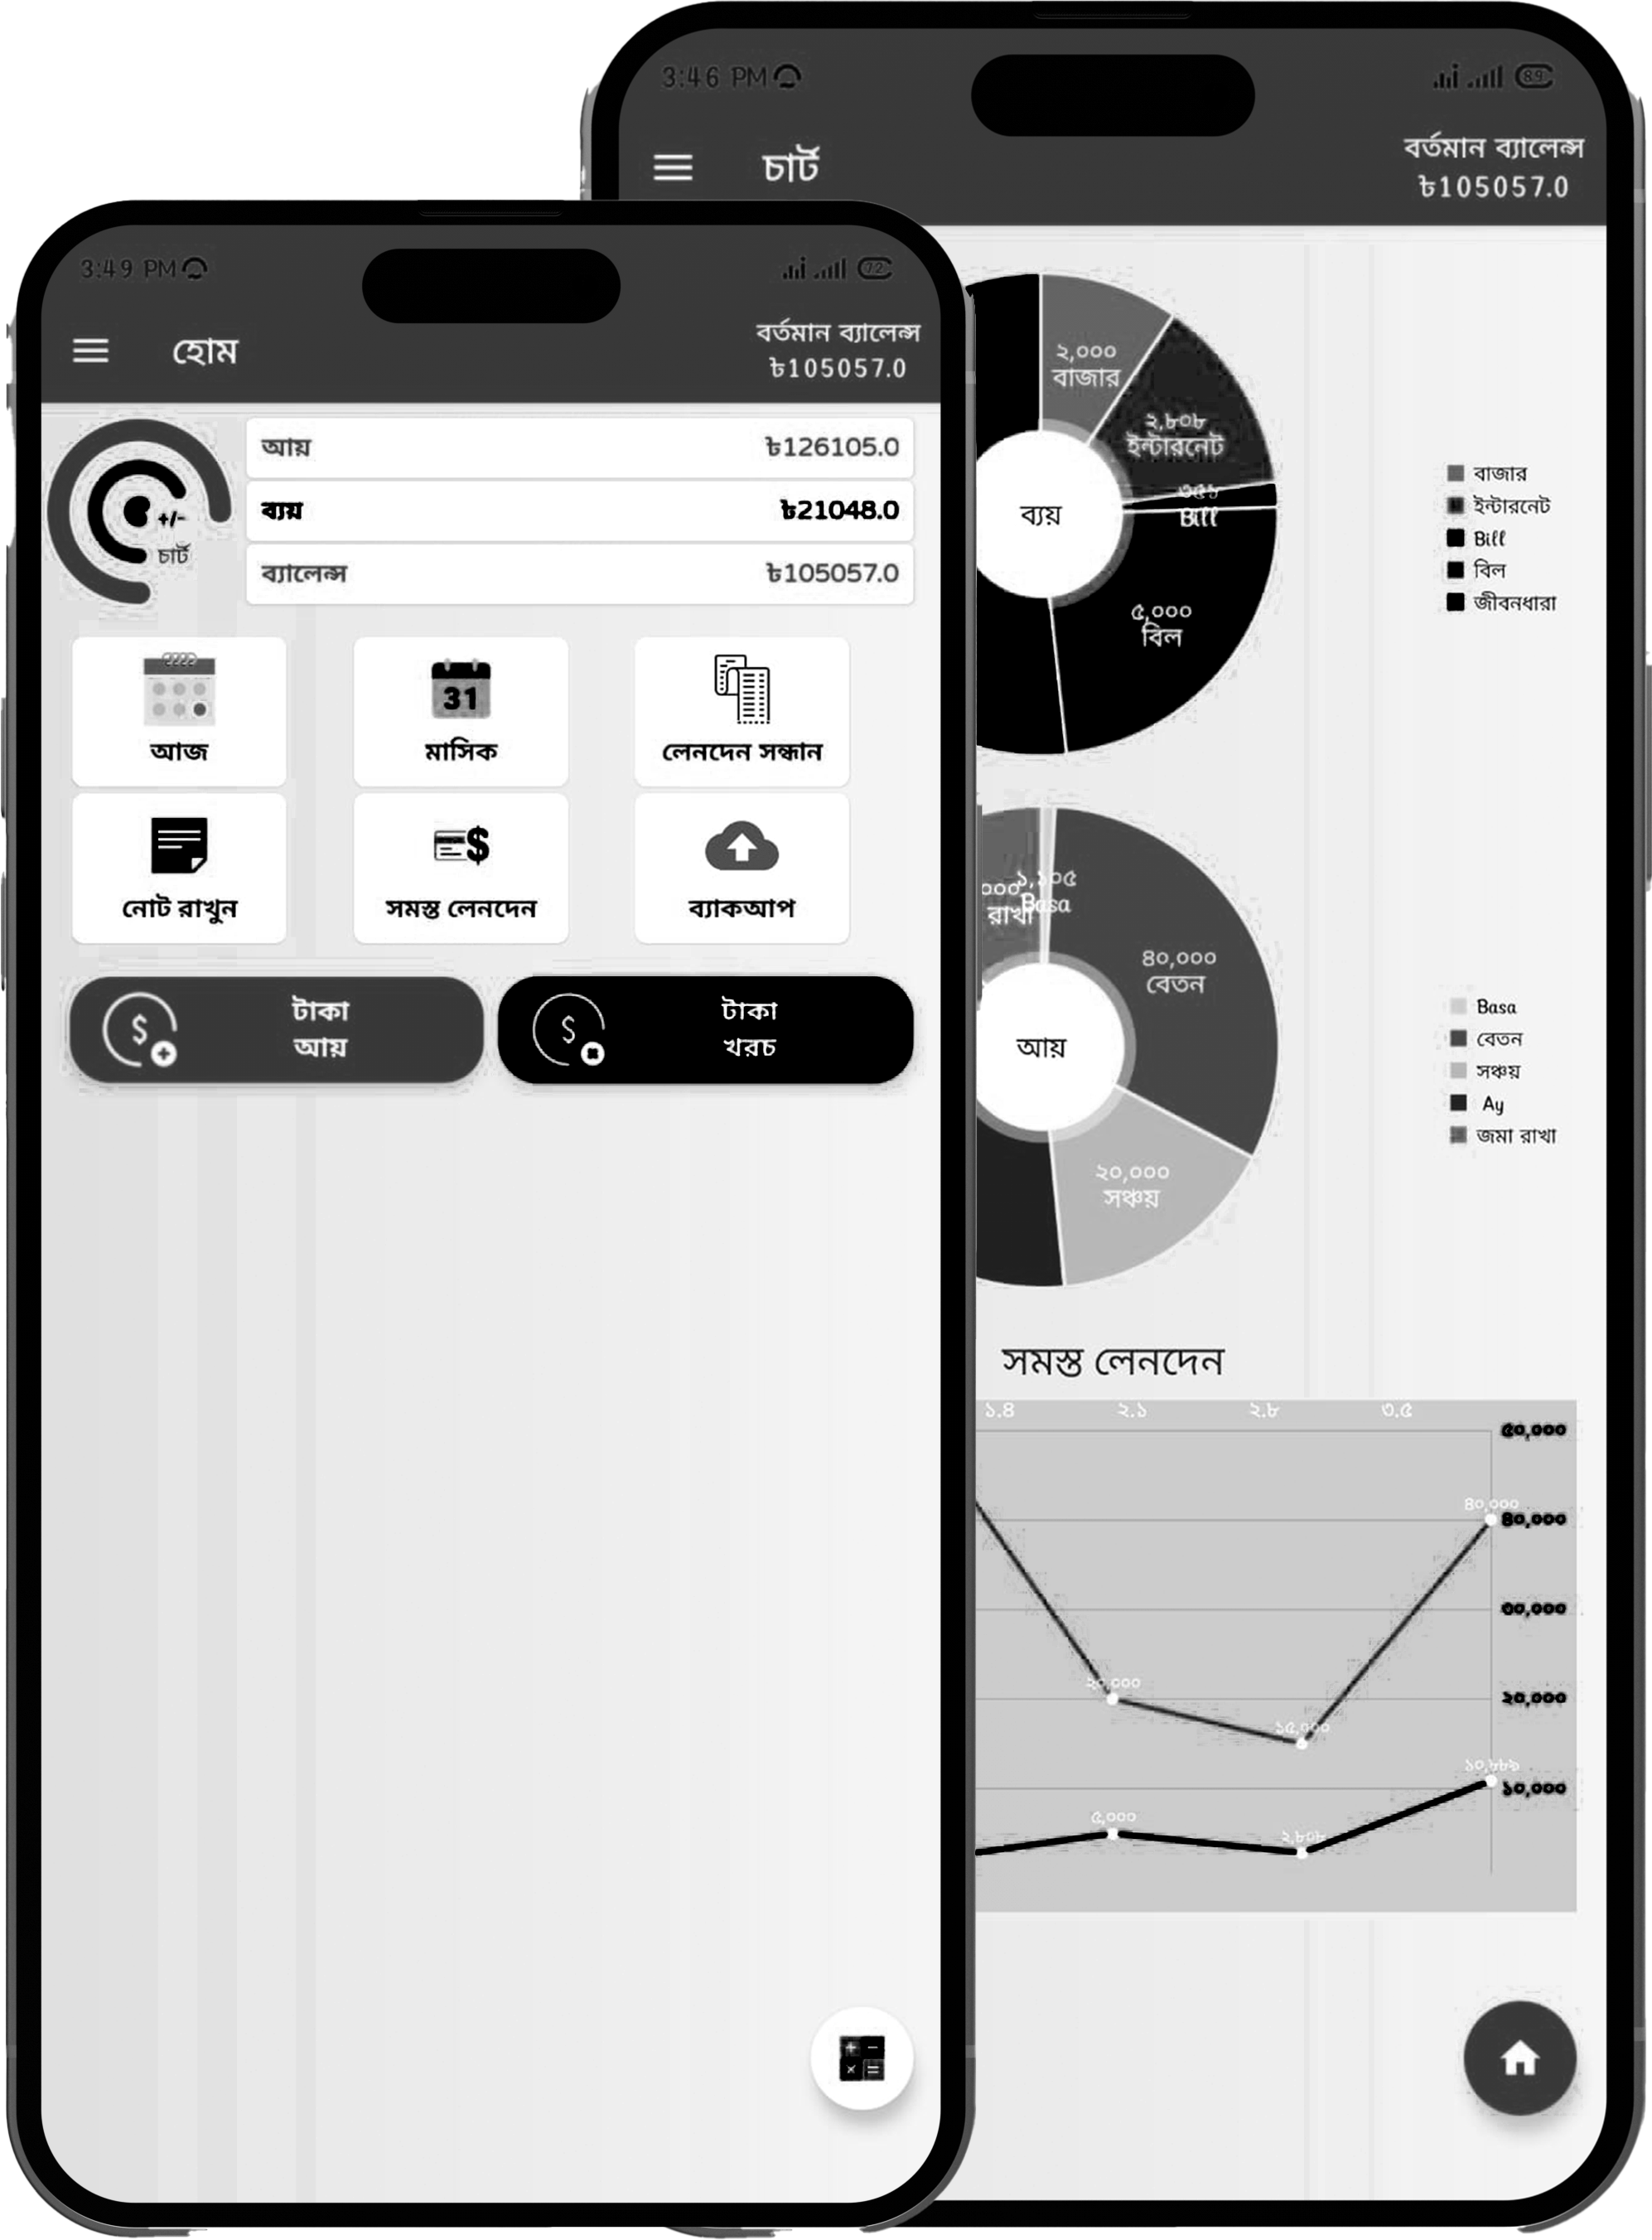 3:49 PM
72
হোম
বর্তমান ব্যালেন্স
৳105057.0
আয়
৳126105.0
ব্যয়
৳21048.0
ব্যালেন্স
৳105057.0
+/-
চার্ট
আজ
31
মাসিক
লেনদেন সন্ধান
নোট রাখুন
$
সমস্ত লেনদেন
ব্যাকআপ
$
টাকা
আয়
$
টাকা
খরচ
3:46 PM
89
চার্ট
বর্তমান ব্যালেন্স
৳105057.0
২,০০০
বাজার
২,৮০৮
ইন্টারনেট
৩৫১
Bill
৫,০০০
বিল
ব্যয়
বাজার
ইন্টারনেট
Bill
বিল
জীবনধারা
০০০
রাখা
১,১০৫
Basa
৪০,০০০
বেতন
২০,০০০
সঞ্চয়
আয়
Basa
বেতন
সঞ্চয়
Ay
জমা রাখা
সমস্ত লেনদেন
১.৪ ২.১ ২.৮ ৩.৫
৫০,০০০
৪০,০০০
৪০,০০০
৩০,০০০
২০,০০০
২০,০০০
১৫,০০০
১০,৮৮৯
১০,০০০
৫,০০০
২,৮০৮